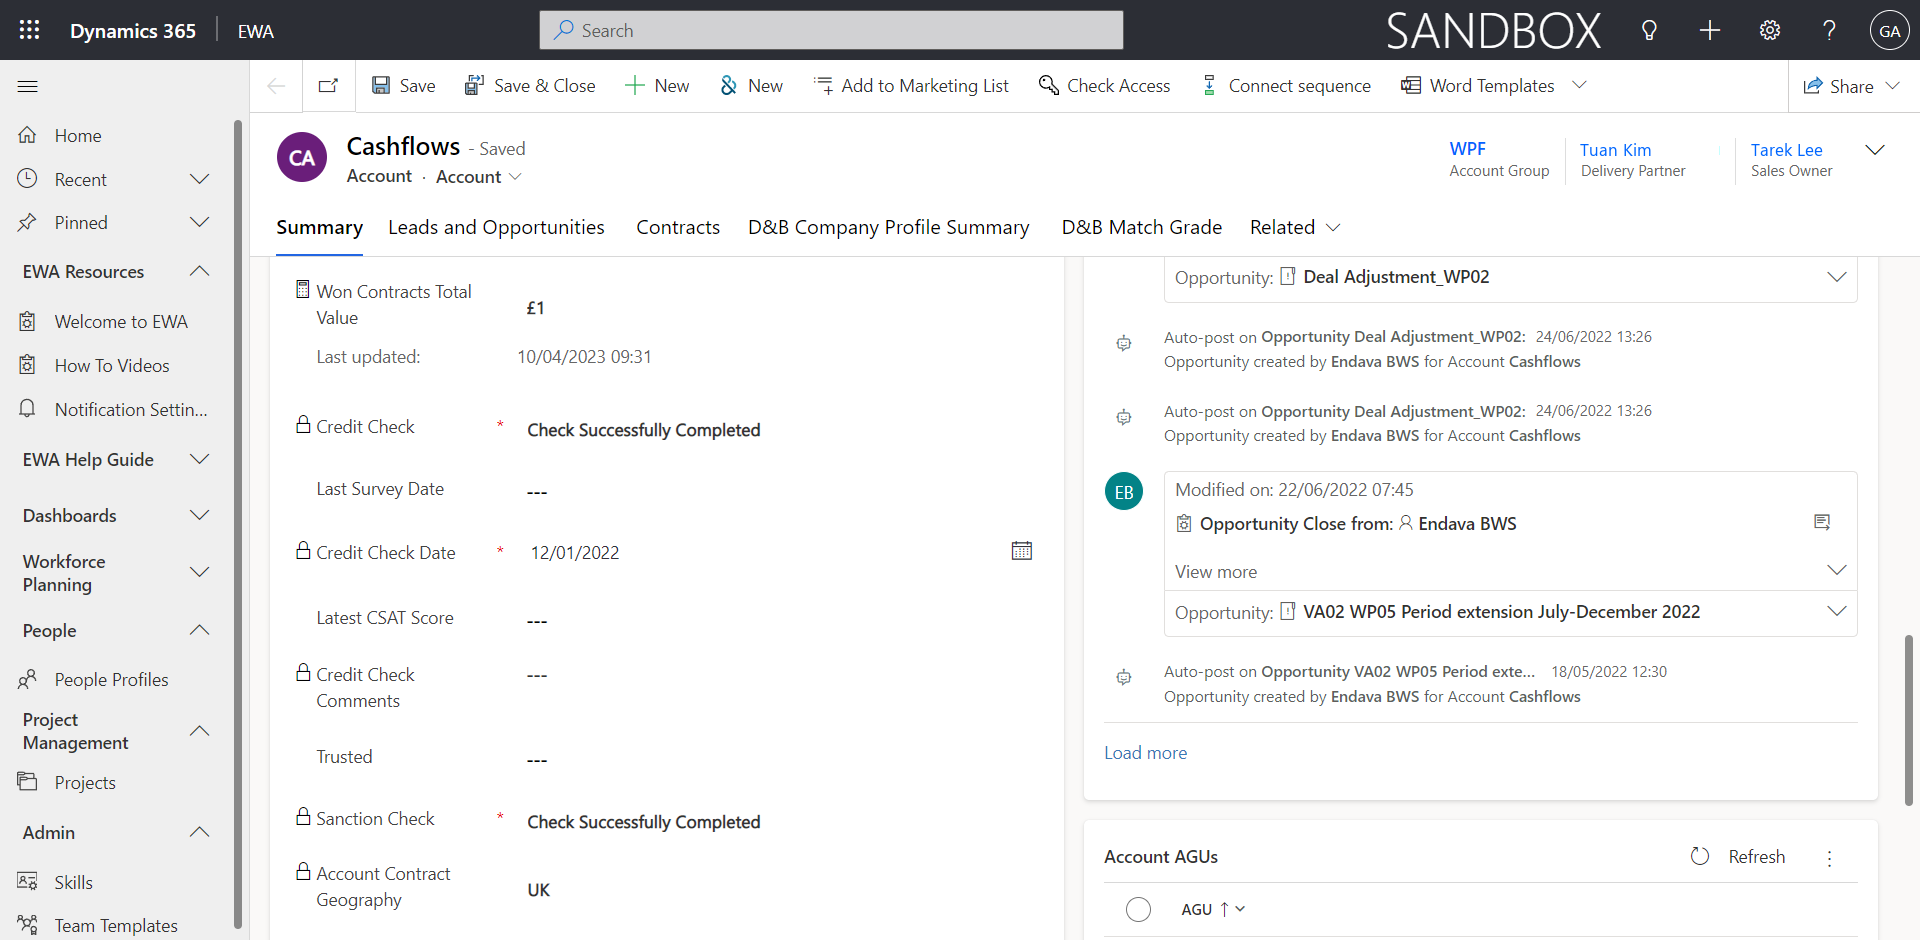 Dynamics 365
EWA
Search
SANDBOX
GA
Save
Save & Close
New
New
Add to Marketing List
Check Access
Connect sequence
Word Templates
Share
Home
Recent
Pinned
EWA Resources
Welcome to EWA
How To Videos
Notification Settin...
EWA Help Guide
Dashboards
Workforce
Planning
People
People Profiles
Project
Management
Projects
Admin
Skills
Team Templates
CA
Cashflows - Saved
Account · Account
WPF
Account Group
Tuan Kim
Delivery Partner
Tarek Lee
Sales Owner
Summary
Leads and Opportunities
Contracts
D&B Company Profile Summary
D&B Match Grade
Related
Won Contracts Total
Value
£1
Last updated:
10/04/2023 09:31
Credit Check
*
Check Successfully Completed
Last Survey Date
---
Credit Check Date
*
12/01/2022
Latest CSAT Score
---
Credit Check
Comments
---
Trusted
---
Sanction Check
*
Check Successfully Completed
Account Contract
Geography
UK
Opportunity: Deal Adjustment_WP02
Auto-post on Opportunity Deal Adjustment_WP02: 24/06/2022 13:26
Opportunity created by Endava BWS for Account Cashflows
Auto-post on Opportunity Deal Adjustment_WP02: 24/06/2022 13:26
Opportunity created by Endava BWS for Account Cashflows
EB
Modified on: 22/06/2022 07:45
Opportunity Close from: Endava BWS
View more
Opportunity: VA02 WP05 Period extension July-December 2022
Auto-post on Opportunity VA02 WP05 Period exte... 18/05/2022 12:30
Opportunity created by Endava BWS for Account Cashflows
Load more
Account AGUs
Refresh
AGU